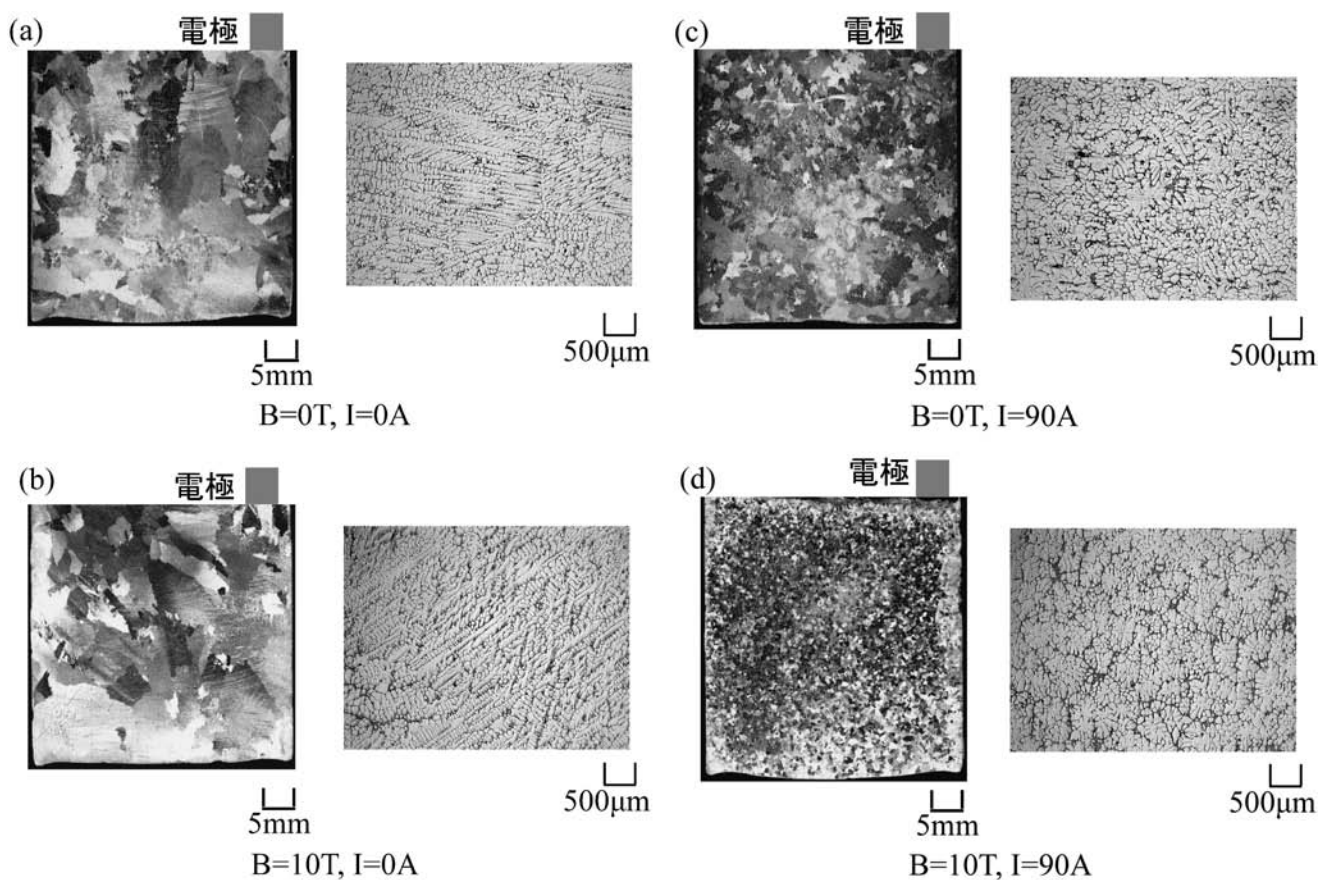 (a)
電極
5mm
500μm
B=0T, I=0A
(c)
電極
5mm
500μm
B=0T, I=90A
(b)
電極
5mm
500μm
B=10T, I=0A
(d)
電極
5mm
500μm
B=10T, I=90A